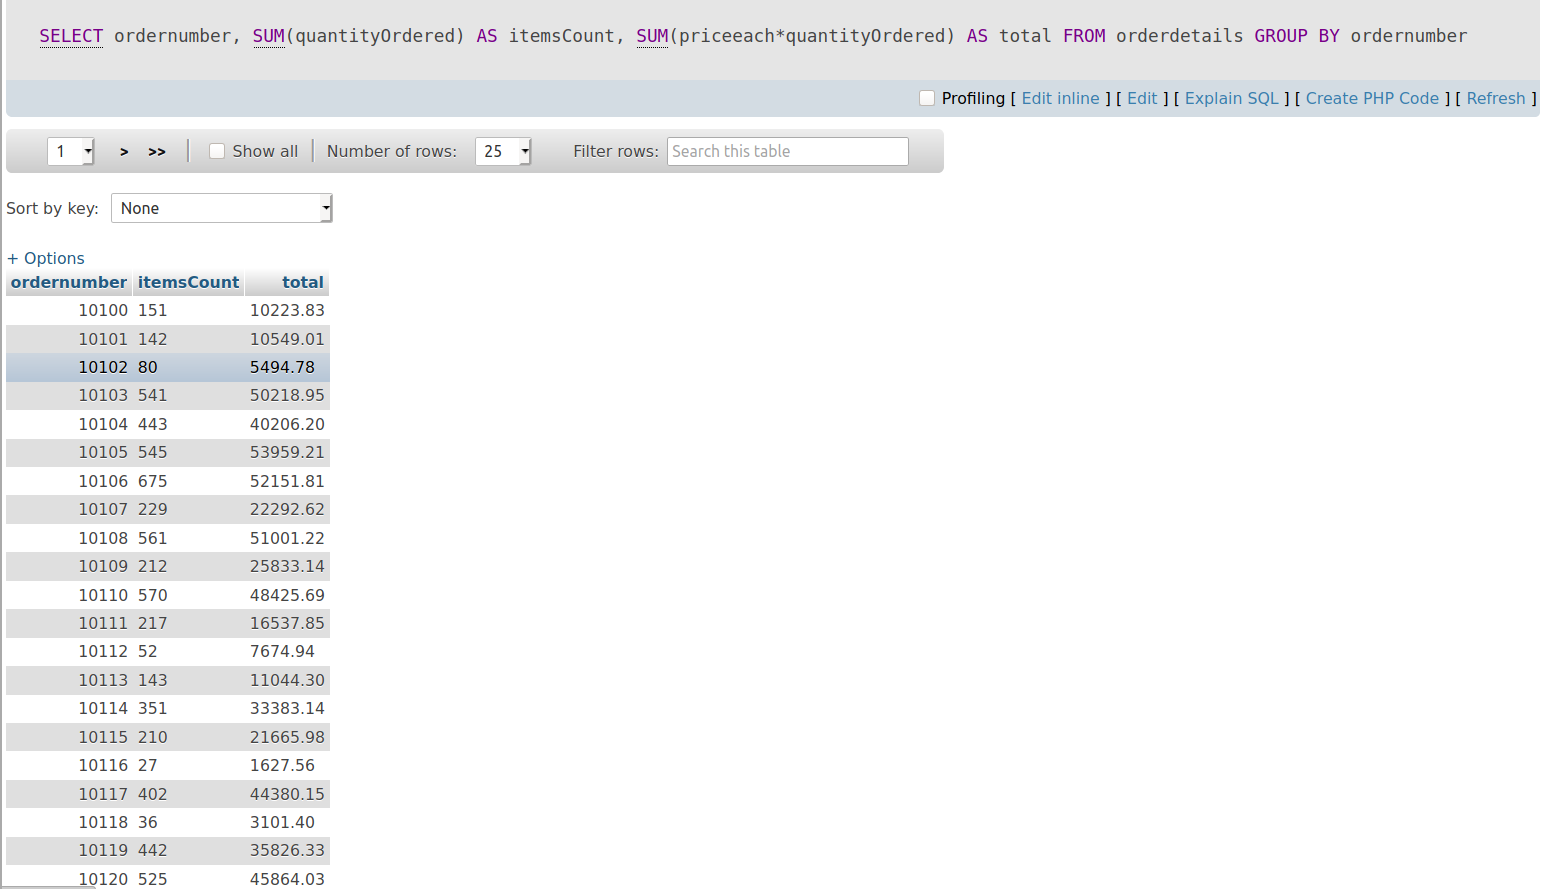 SELECT ordernumber, SUM(quantityOrdered) AS itemsCount, SUM(priceeach*quantityOrdered) AS total FROM orderdetails GROUP BY ordernumber
Profiling [ Edit inline ] [ Edit ] [ Explain SQL ] [ Create PHP Code ] [ Refresh ]
1 > >> Show all Number of rows: 25 Filter rows: Search this table
Sort by key: None
+ Options
ordernumber itemsCount total
10100 151 10223.83
10101 142 10549.01
10102 80 5494.78
10103 541 50218.95
10104 443 40206.20
10105 545 53959.21
10106 675 52151.81
10107 229 22292.62
10108 561 51001.22
10109 212 25833.14
10110 570 48425.69
10111 217 16537.85
10112 52 7674.94
10113 143 11044.30
10114 351 33383.14
10115 210 21665.98
10116 27 1627.56
10117 402 44380.15
10118 36 3101.40
10119 442 35826.33
10120 525 45864.03